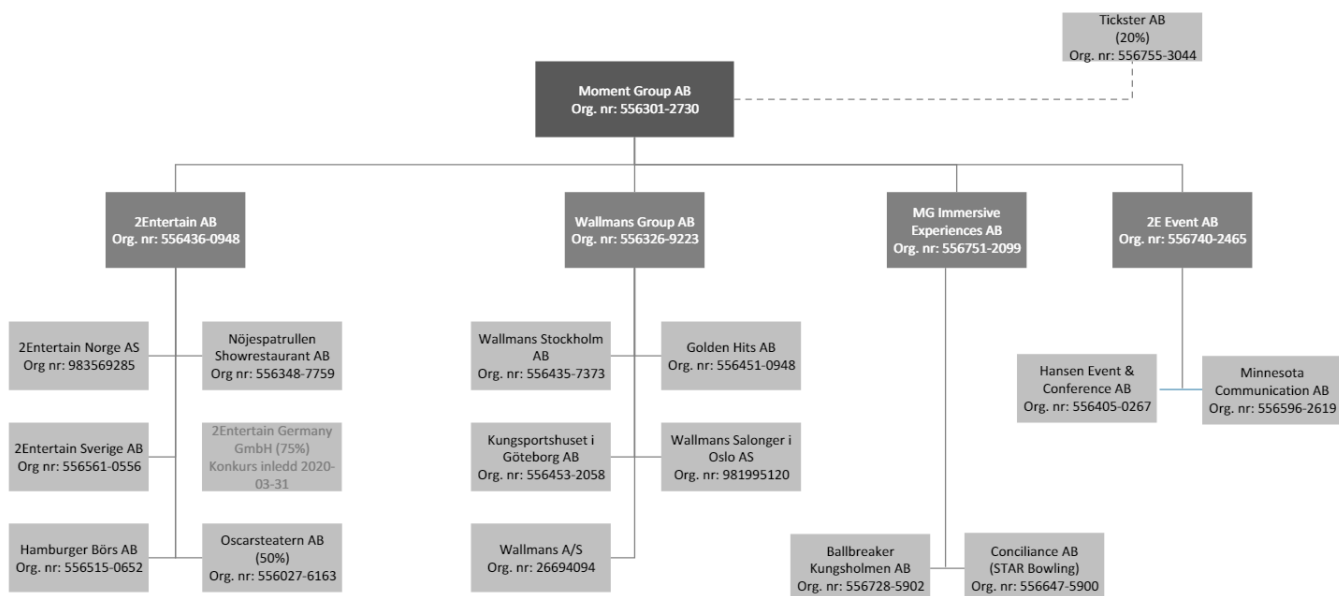 Tickster AB
(20%)
Org. nr: 556755-3044
Moment Group AB
Org. nr: 556301-2730
2Entertain AB
Org. nr: 556436-0948
Wallmans Group AB
Org. nr: 556326-9223
MG Immersive
Experiences AB
Org. nr: 556751-2099
2E Event AB
Org. nr: 556740-2465
2Entertain Norge AS
Org nr: 983569285
Nöjespatrullen
Showrestaurant AB
Org nr: 556348-7759
2Entertain Sverige AB
Org nr: 556561-0556
2Entertain Germany
GmbH (75%)
Konkurs inledd 2020-
03-31
Hamburger Börs AB
Org nr: 556515-0652
Oscarsteatern AB
(50%)
Org. nr: 556027-6163
Wallmans Stockholm
AB
Org. nr: 556435-7373
Golden Hits AB
Org. nr: 556451-0948
Kungsportshuset i
Göteborg AB
Org. nr: 556453-2058
Wallmans Salonger i
Oslo AS
Org. nr: 981995120
Wallmans A/S
Org. nr: 26694094
Ballbreaker
Kungsholmen AB
Org nr: 556728-5902
Conciliance AB
(STAR Bowling)
Org nr: 556647-5900
Hansen Event &
Conference AB
Org. nr: 556405-0267
Minnesota
Communication AB
Org. nr: 556596-2619